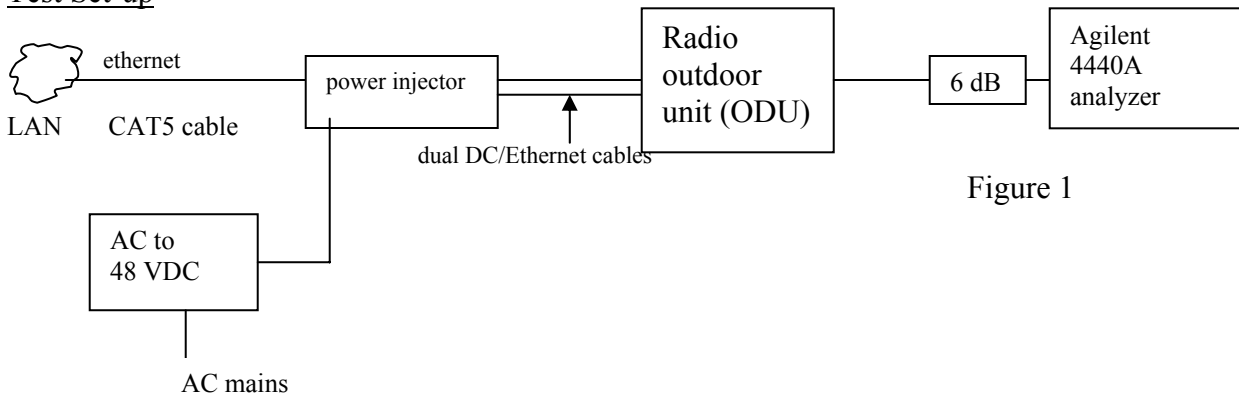 Test Set-up
ethernet
LAN
CAT5 cable
power injector
dual DC/Ethernet cables
Radio
outdoor
unit (ODU)
6 dB
Agilent
4440A
analyzer
Figure 1
AC to
48 VDC
AC mains